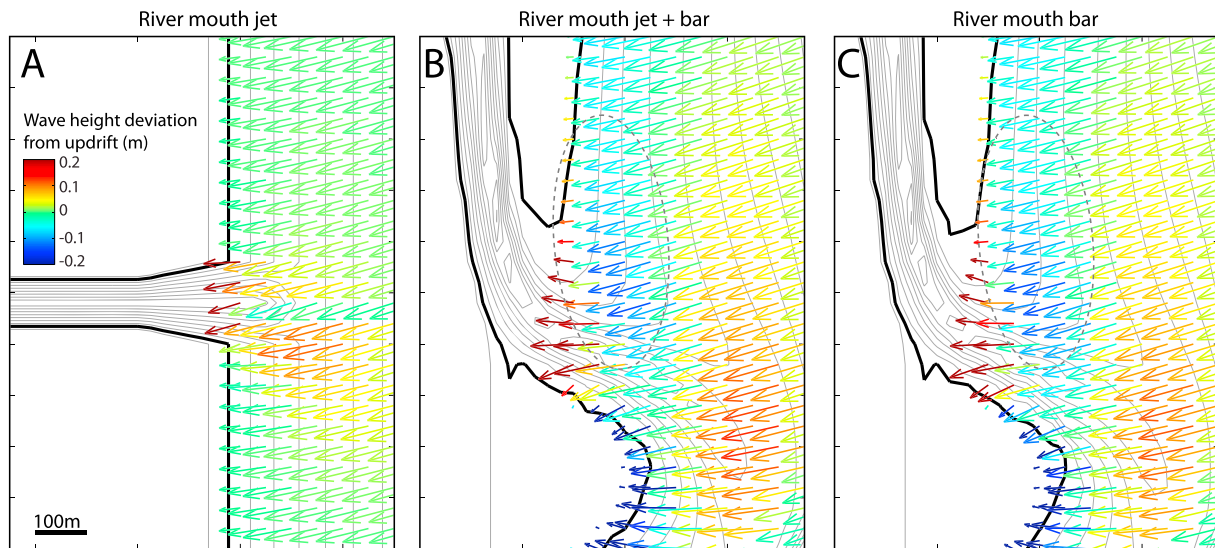 River mouth jet
River mouth jet + bar
River mouth bar
A
B
C
Wave height deviation
from updrift (m)
0.2
0.1
0
-0.1
-0.2
100m